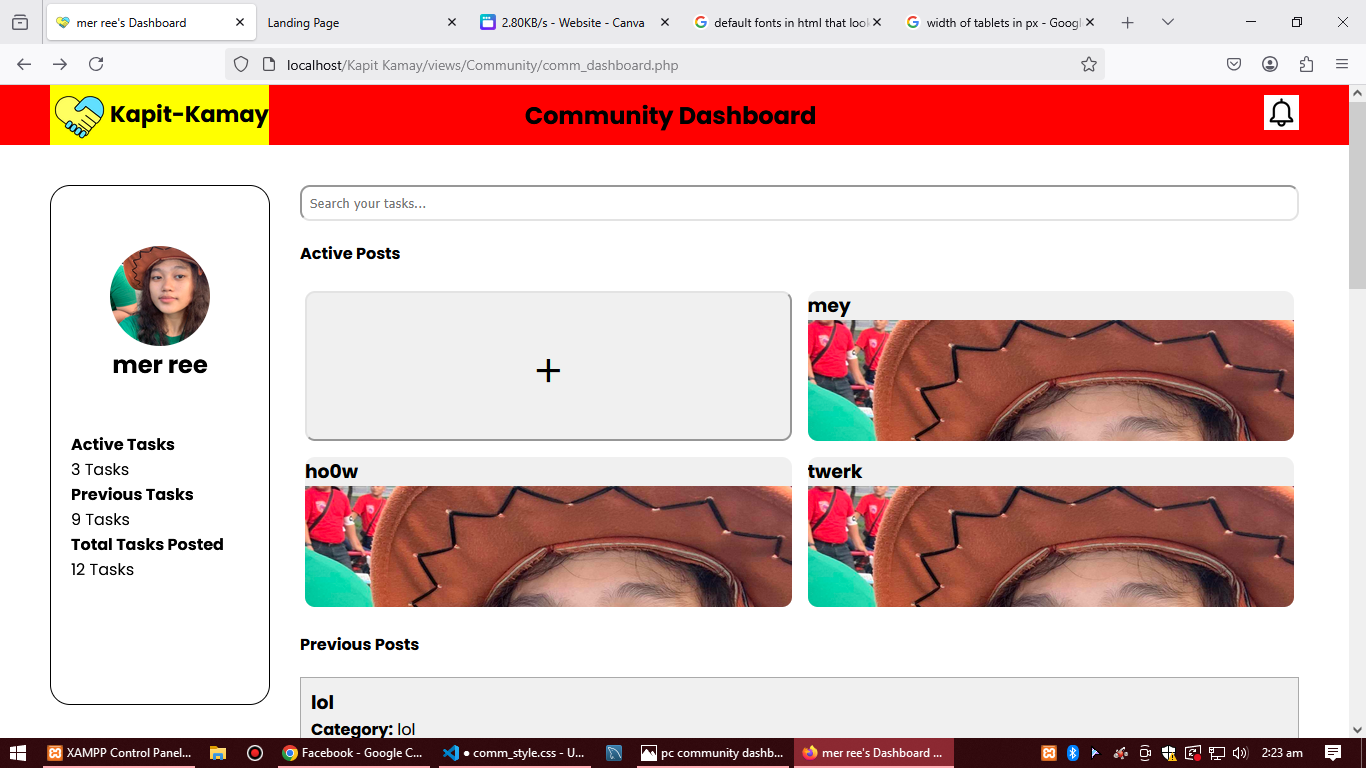 mer ree's Dashboard
Landing Page
2.80KB/s - Website - Canva
default fonts in html that look
width of tablets in px - Googl
localhost/Kapit Kamay/views/Community/comm_dashboard.php
Kapit-Kamay
Community Dashboard
Search your tasks...
Active Posts
mer ree
Active Tasks
3 Tasks
Previous Tasks
9 Tasks
Total Tasks Posted
12 Tasks
+
mey
ho0w
twerk
Previous Posts
lol
Category: lol
XAMPP Control Panel...
Facebook - Google C...
● comm_style.css - U...
pc community dashb...
mer ree's Dashboard ...
2:23 am